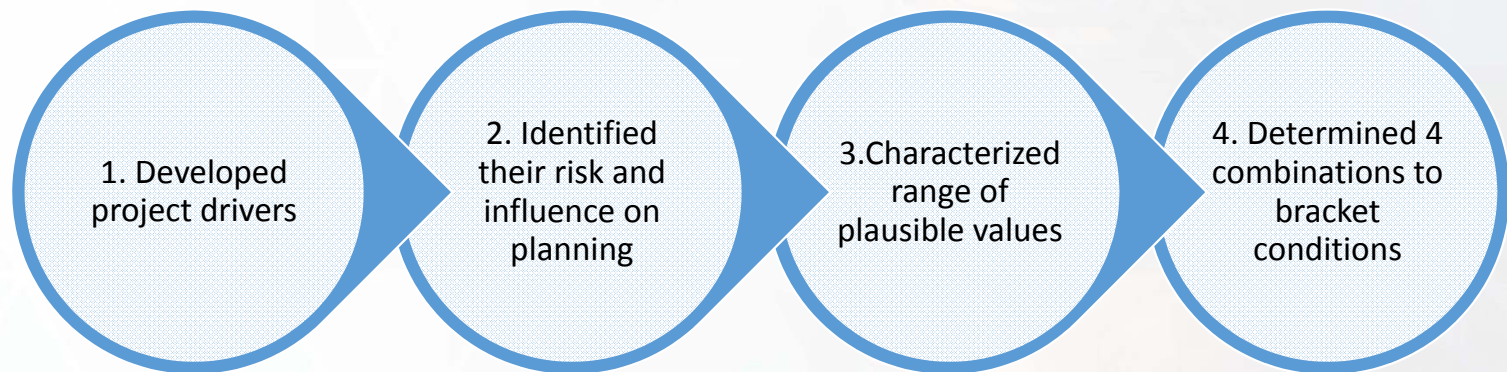 1. Developed
project drivers
2. Identified
their risk and
influence on
planning
3.Characterized
range of
plausible values
4. Determined 4
combinations to
bracket
conditions